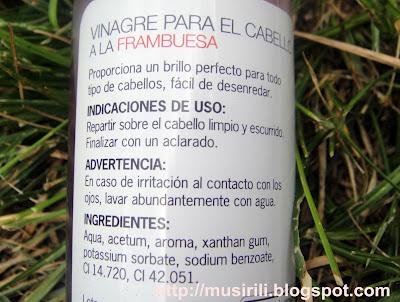 VINAGRE PARA EL CABELLO
A LA FRAMBUESA
Proporciona un brillo perfecto para todo
tipo de cabellos, fácil de desenredar.
INDICACIONES DE USO:
Repartir sobre el cabello limpio y escurrido.
Finalizar con un aclarado.
ADVERTENCIA:
En caso de irritación al contacto con los
ojos, lavar abundantemente con agua.
INGREDIENTES:
Aqua, acetum, aroma, xanthan gum,
potassium sorbate, sodium benzoate,
CI 14.720, CI 42.051.
http://musirili.blogspot.com